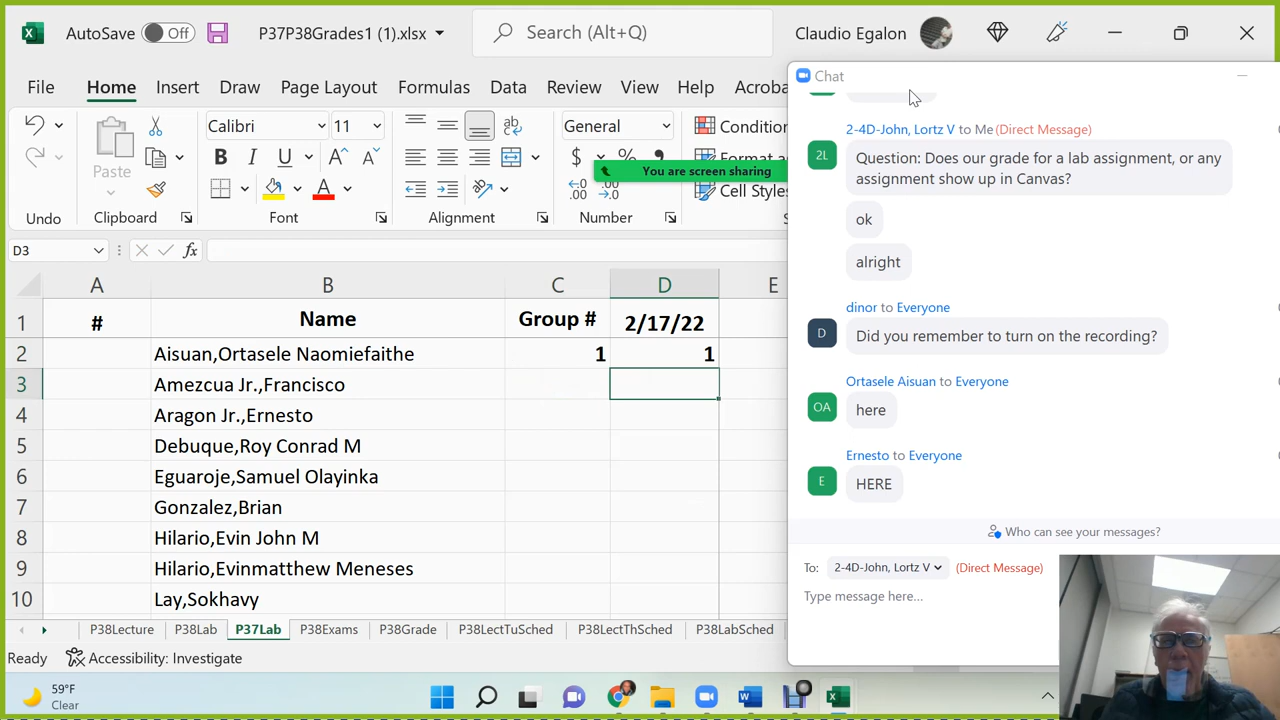 AutoSave Off P37P38Grades1 (1).xlsx Search (Alt+Q) Claudio Egalon
File Home Insert Draw Page Layout Formulas Data Review View Help Acroba
Calibri 11 General Condition
Paste B I U A $ % , Format a
You are screen sharing
Cell Styles
Undo Clipboard Font Alignment Number
D3 fx
A B C D E
1 # Name Group # 2/17/22
2 Aisuan,Ortasele Naomiefaithe 1 1
3 Amezcua Jr.,Francisco
4 Aragon Jr.,Ernesto
5 Debuque,Roy Conrad M
6 Eguaroje,Samuel Olayinka
7 Gonzalez,Brian
8 Hilario,Evin John M
9 Hilario,Evinmatthew Meneses
10 Lay,Sokhavy
P38Lecture P38Lab P37Lab P38Exams P38Grade P38LectTuSched P38LectThSched P38LabSched
Ready Accessibility: Investigate
Chat
2-4D-John, Lortz V to Me (Direct Message)
2L
Question: Does our grade for a lab assignment, or any
assignment show up in Canvas?
ok
alright
dinor to Everyone
D
Did you remember to turn on the recording?
Ortasele Aisuan to Everyone
OA
here
Ernesto to Everyone
E
HERE
Who can see your messages?
To: 2-4D-John, Lortz V (Direct Message)
Type message here...
59°F
Clear